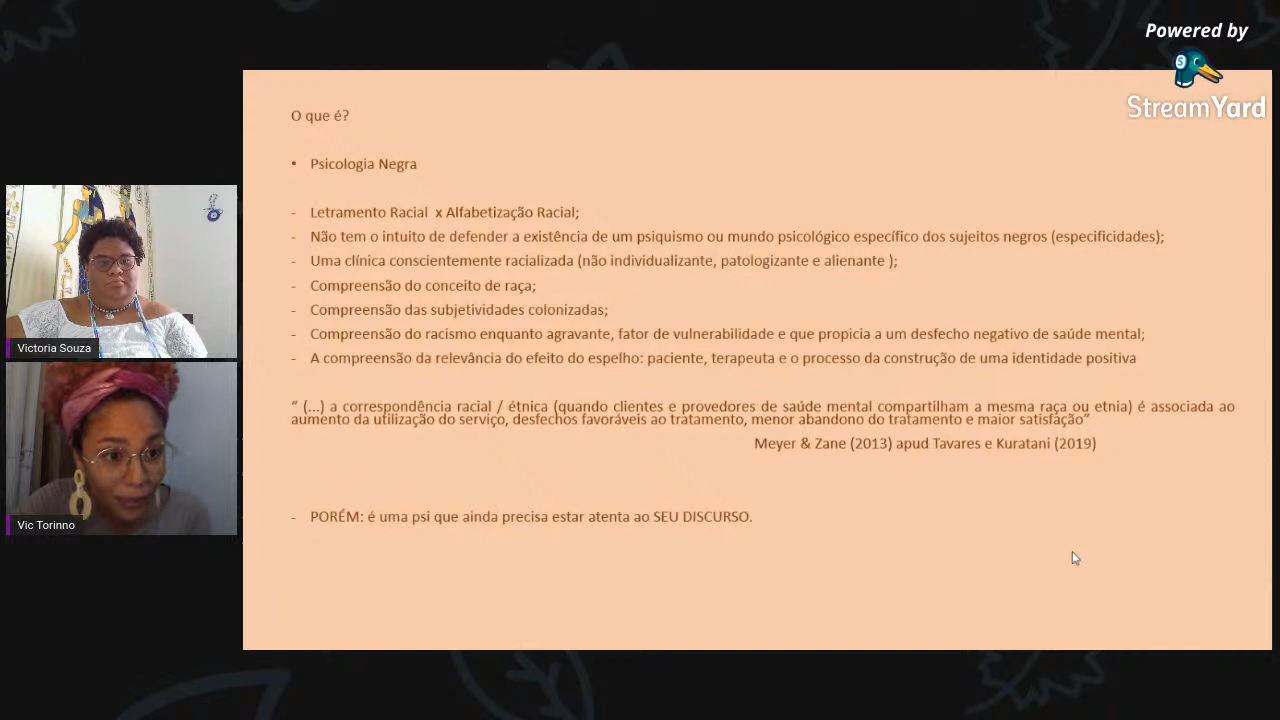 Powered by
StreamYard
O que é?
• Psicologia Negra
- Letramento Racial x Alfabetização Racial;
- Não tem o intuito de defender a existência de um psiquismo ou mundo psicológico específico dos sujeitos negros (especificidades);
- Uma clínica conscientemente racializada (não individualizante, patologizante e alienante );
- Compreensão do conceito de raça;
- Compreensão das subjetividades colonizadas;
- Compreensão do racismo enquanto agravante, fator de vulnerabilidade e que propicia a um desfecho negativo de saúde mental;
- A compreensão da relevância do efeito do espelho: paciente, terapeuta e o processo da construção de uma identidade positiva
“ (...) a correspondência racial / étnica (quando clientes e provedores de saúde mental compartilham a mesma raça ou etnia) é associada ao
aumento da utilização do serviço, desfechos favoráveis ao tratamento, menor abandono do tratamento e maior satisfação”
Meyer & Zane (2013) apud Tavares e Kuratani (2019)
- PORÉM: é uma psi que ainda precisa estar atenta ao SEU DISCURSO.
Victoria Souza
Vic Torinno